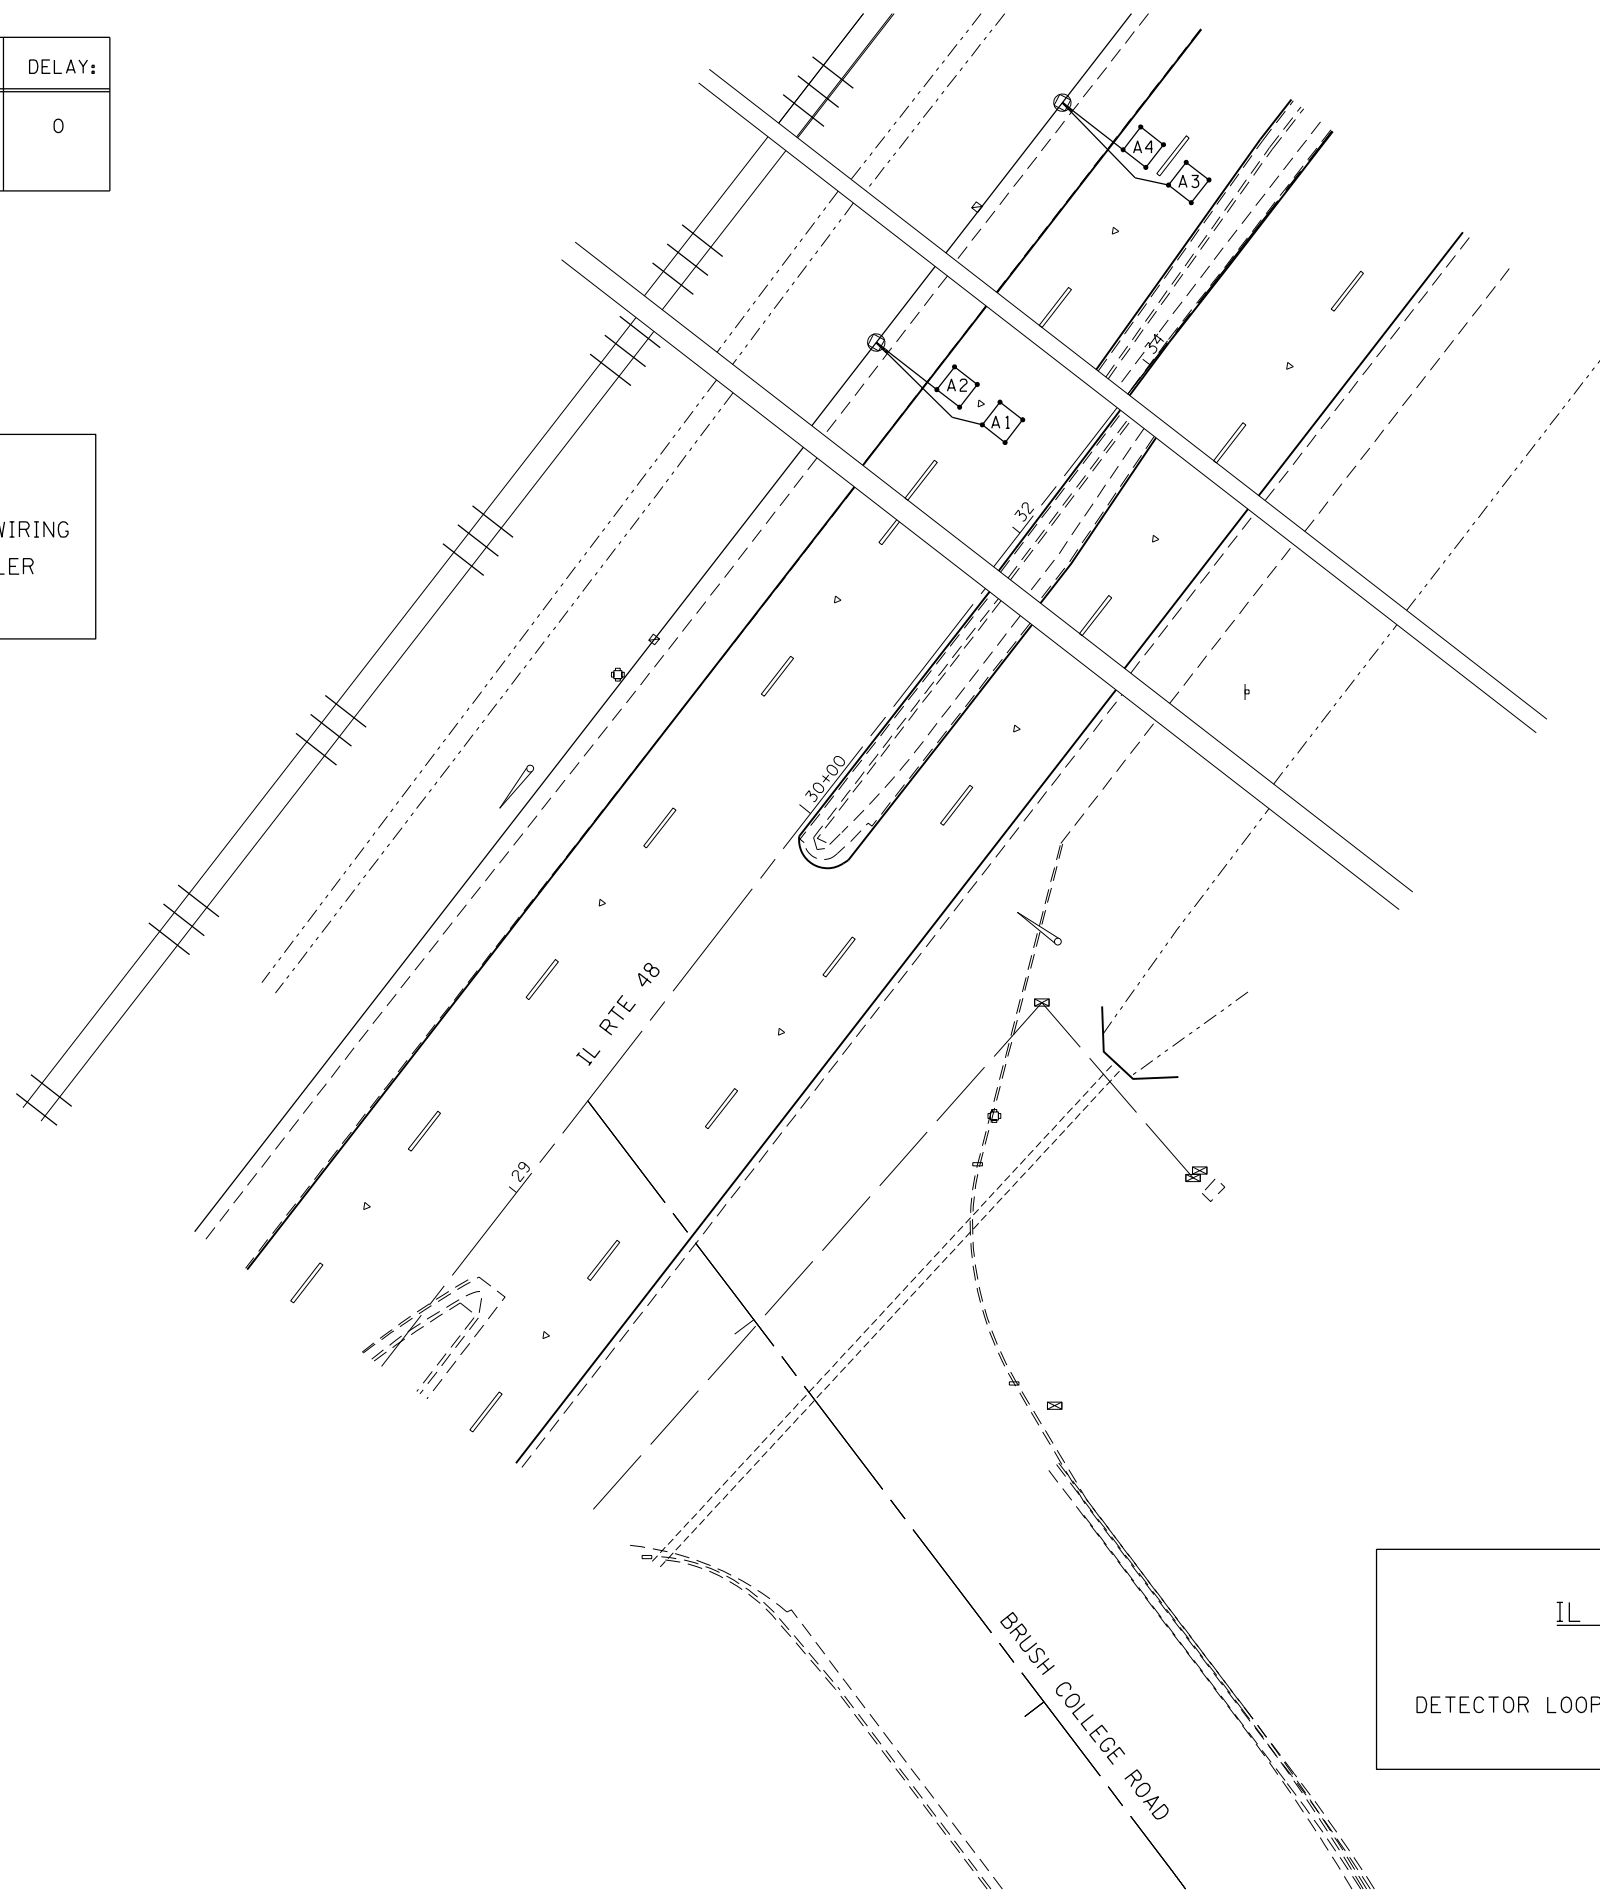 DELAY:
0
A4
A3
34
A2
A1
WIRING
LER
32
30+00
IL RTE 48
29
IL
DETECTOR LOOP
BRUSH COLLEGE ROAD